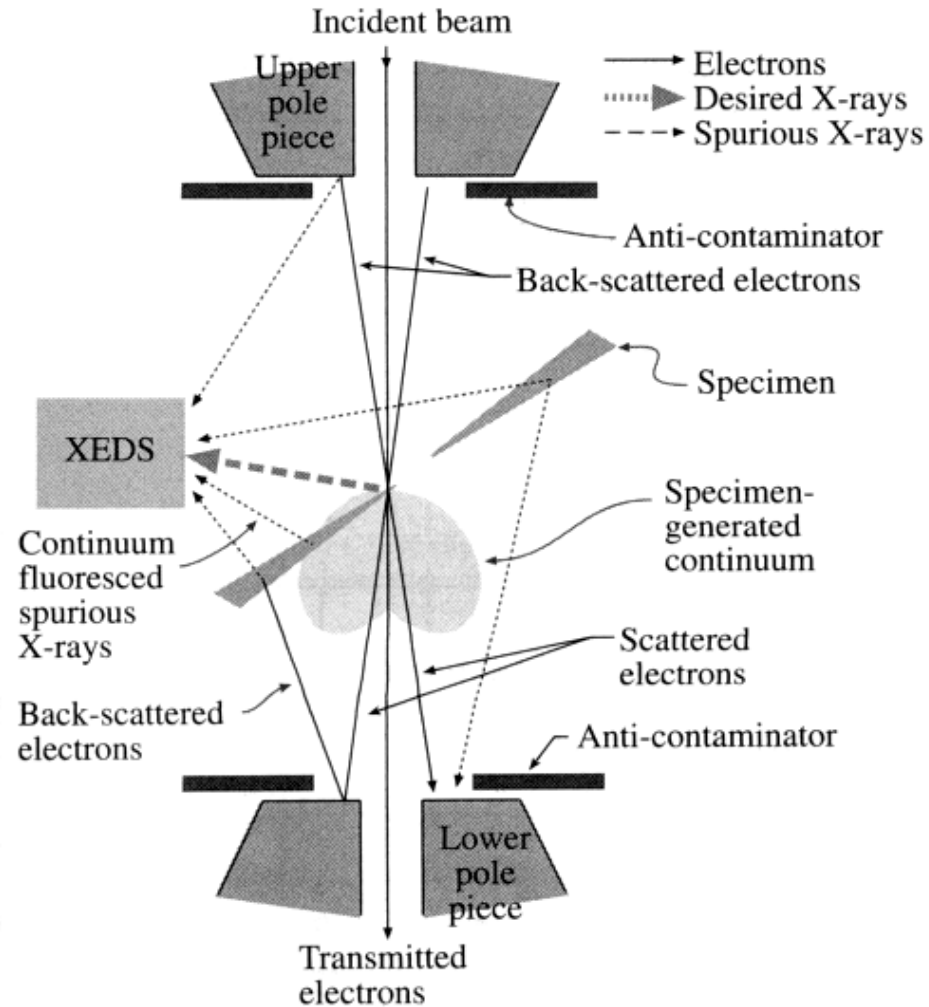 Incident beam
Upper
pole
piece
Electrons
Desired X-rays
Spurious X-rays
Anti-contaminator
Back-scattered electrons
Specimen
XEDS
Specimen-
generated
continuum
Continuum
fluoresced
spurious
X-rays
Scattered
electrons
Back-scattered
electrons
Anti-contaminator
Lower
pole
piece
Transmitted
electrons